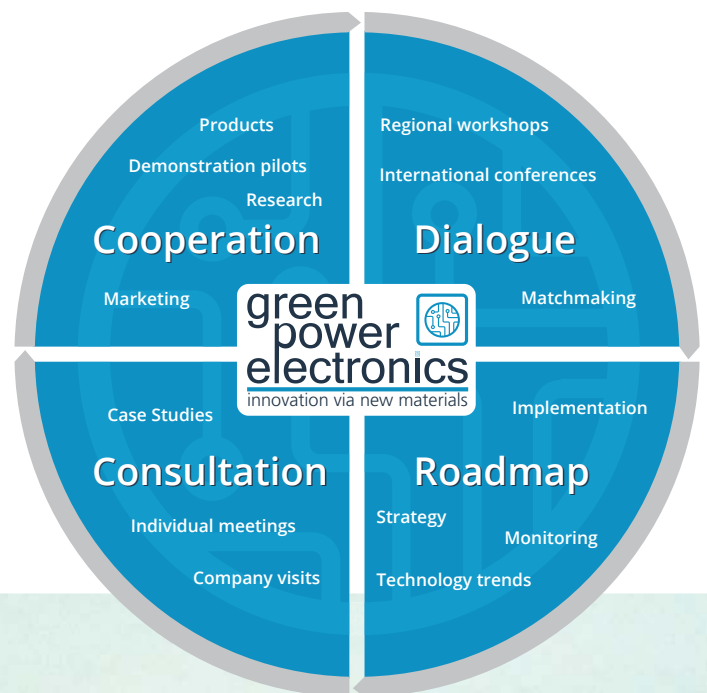 Products
Demonstration pilots
Research
Cooperation
Marketing
Regional workshops
International conferences
Dialogue
Matchmaking
green
power
electronics
innovation via new materials
Case Studies
Consultation
Individual meetings
Company visits
Implementation
Roadmap
Strategy
Monitoring
Technology trends